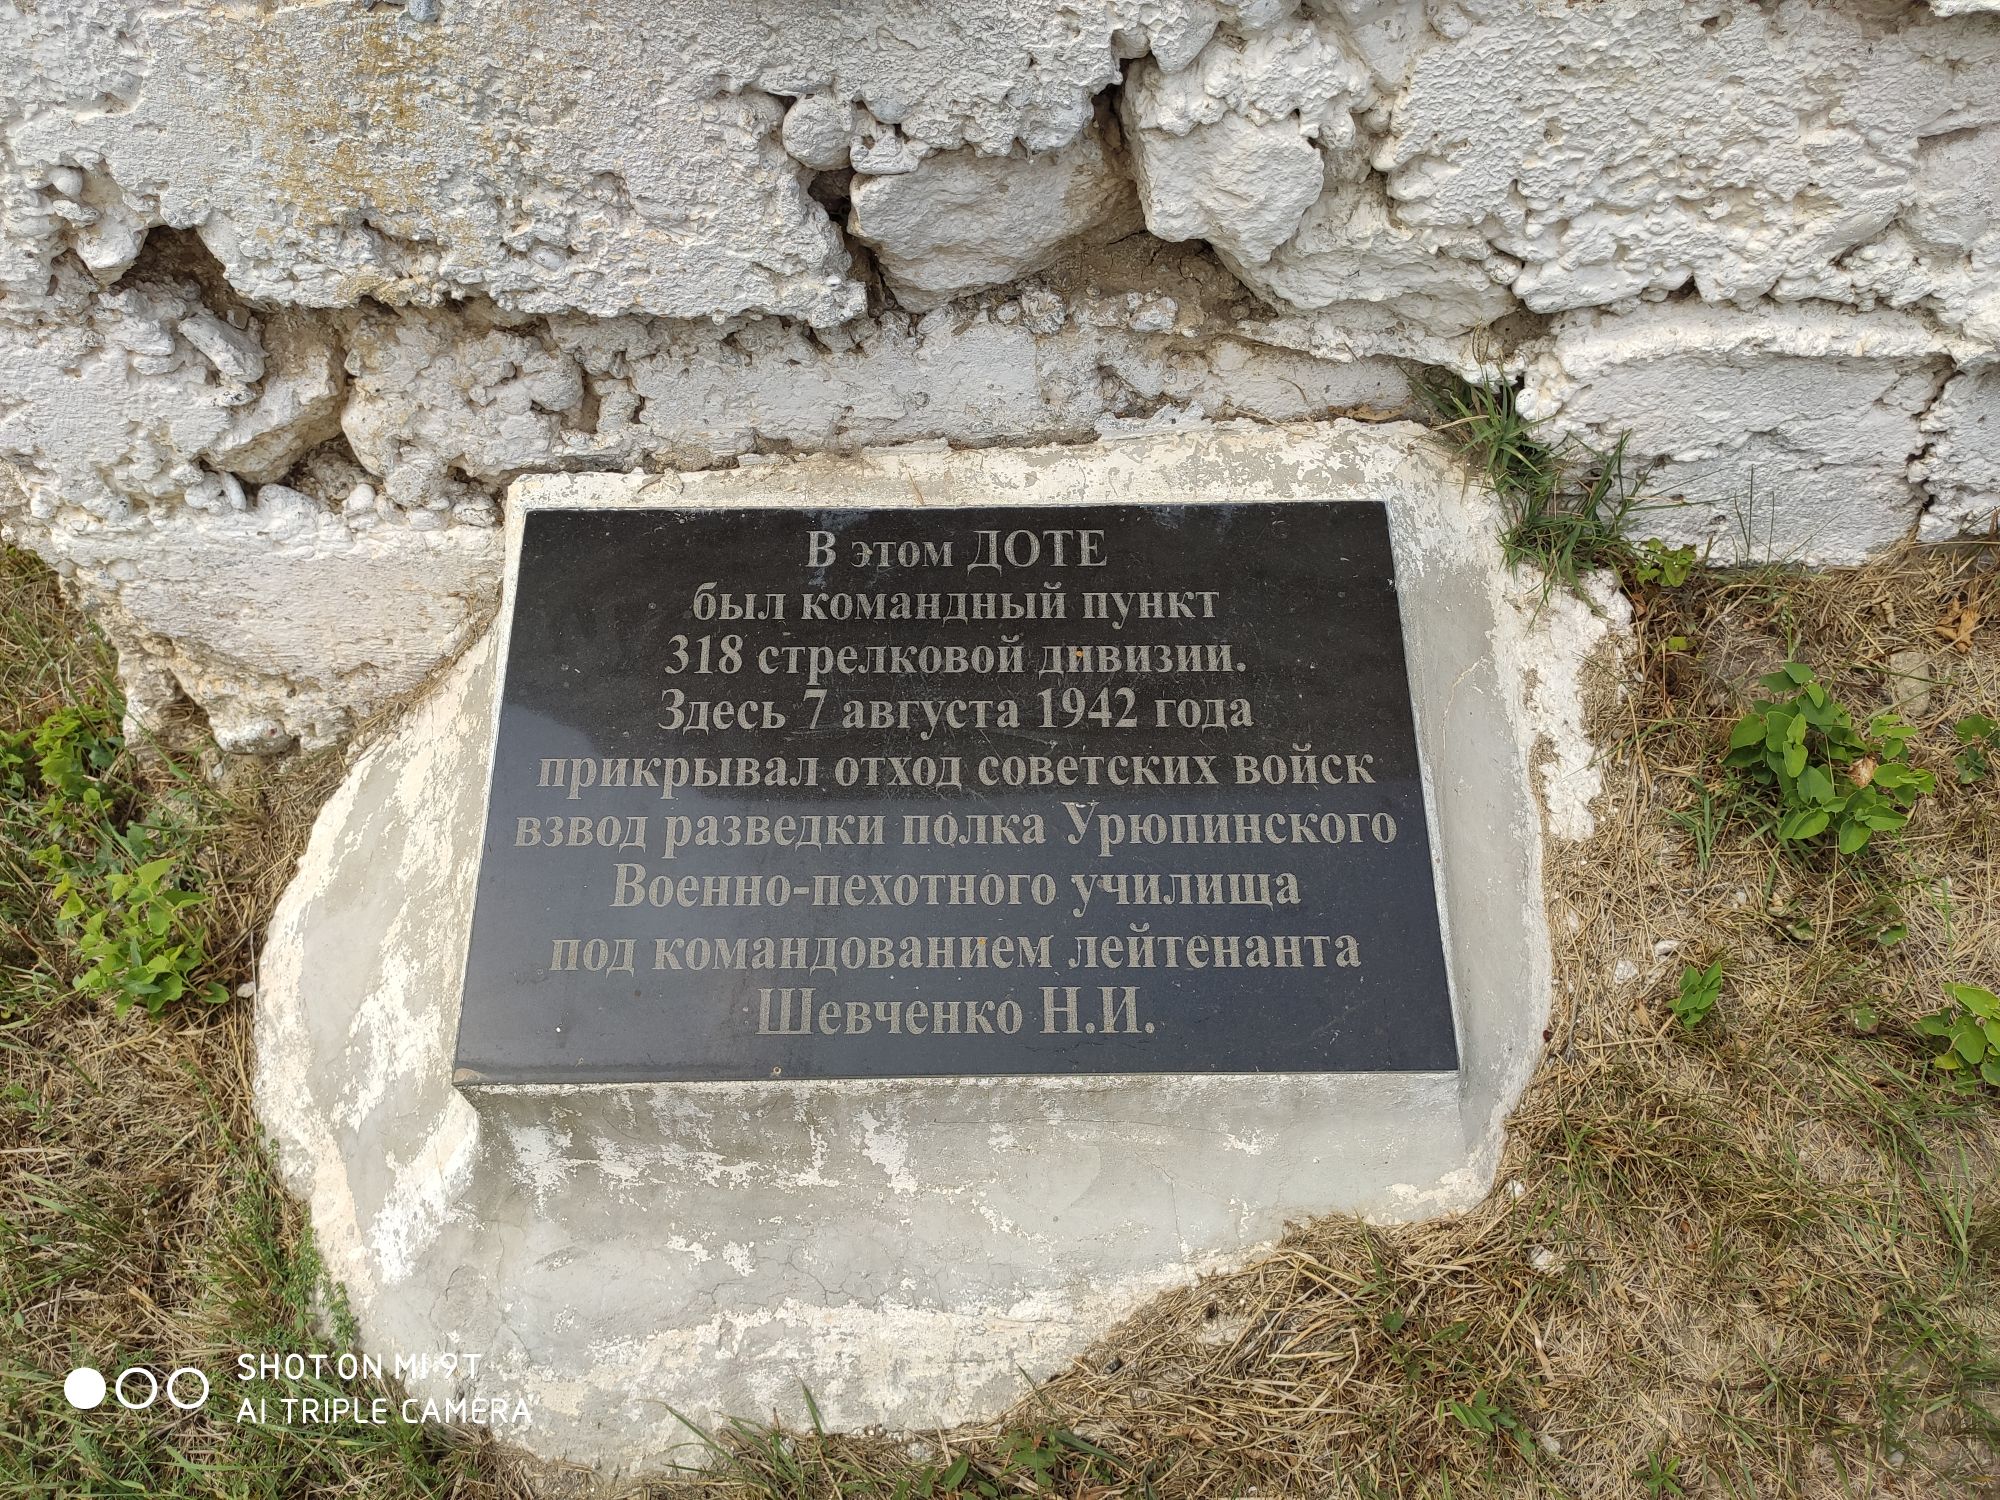 В этом ДОТЕ
был командный пункт
318 стрелковой дивизии.
Здесь 7 августа 1942 года
прикрывал отход советских войск
взвод разведки полка Урюпинского
Военно-пехотного училища
под командованием лейтенанта
Шевченко Н.И.
SHOT ON MI 9T
AI TRIPLE CAMERA